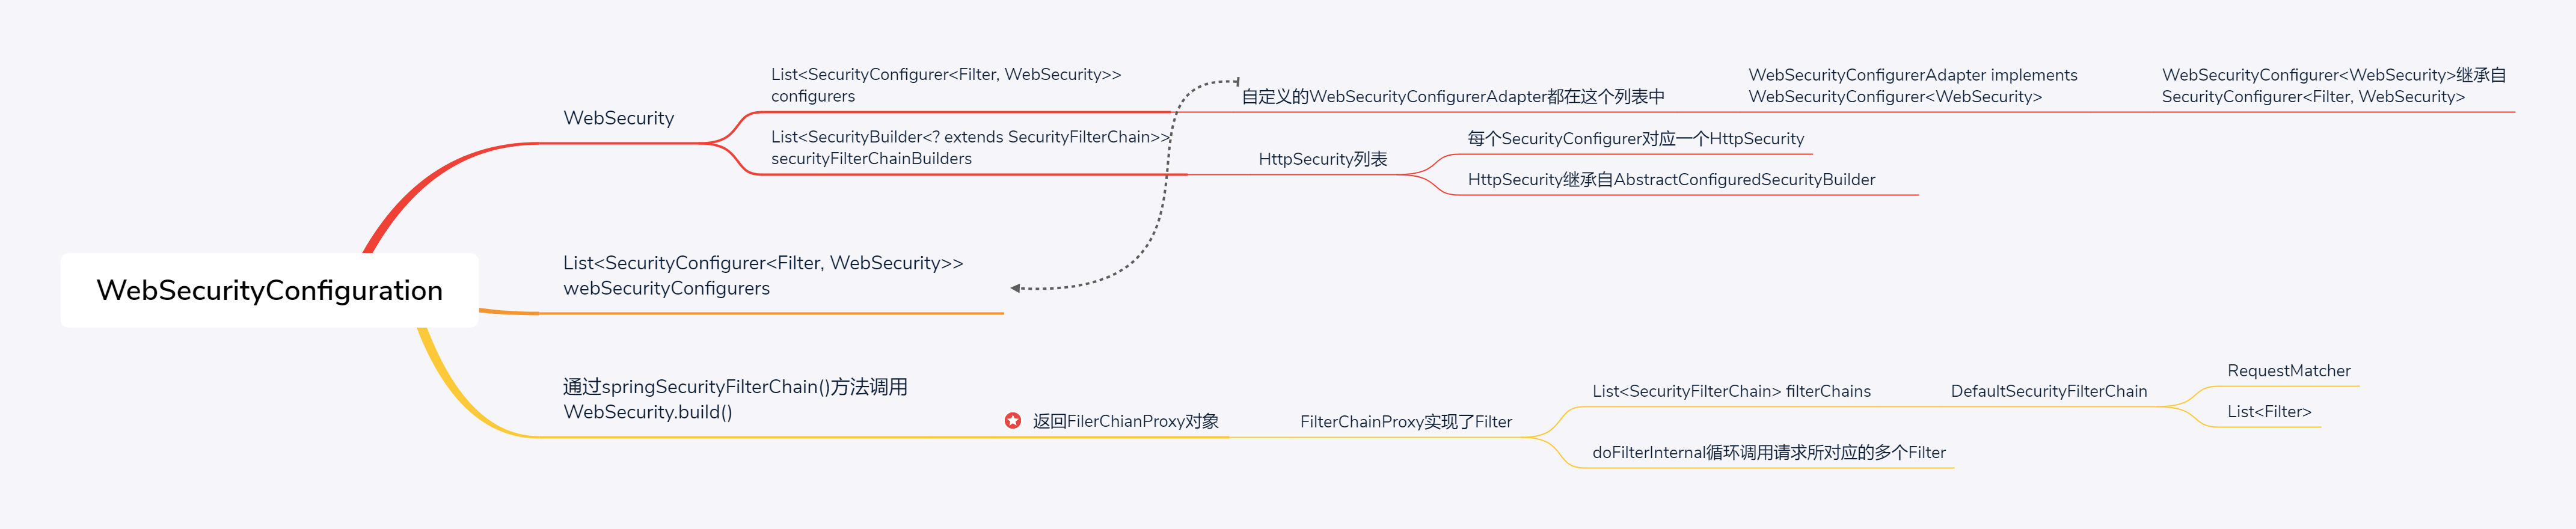 WebSecurityConfiguration
WebSecurity
List<SecurityConfigurer<Filter, WebSecurity>>
configurers
自定义的WebSecurityConfigurerAdapter都在这个列表中
WebSecurityConfigurerAdapter implements
WebSecurityConfigurer<WebSecurity>
WebSecurityConfigurer<WebSecurity>继承自
SecurityConfigurer<Filter, WebSecurity>
List<SecurityBuilder<? extends SecurityFilterChain>>
securityFilterChainBuilders
HttpSecurity列表
每个SecurityConfigurer对应一个HttpSecurity
HttpSecurity继承自AbstractConfiguredSecurityBuilder
List<SecurityConfigurer<Filter, WebSecurity>>
webSecurityConfigurers
通过springSecurityFilterChain()方法调用
WebSecurity.build()
返回FilerChianProxy对象
FilterChainProxy实现了Filter
List<SecurityFilterChain> filterChains
DefaultSecurityFilterChain
RequestMatcher
List<Filter>
doFilterInternal循环调用请求所对应的多个Filter